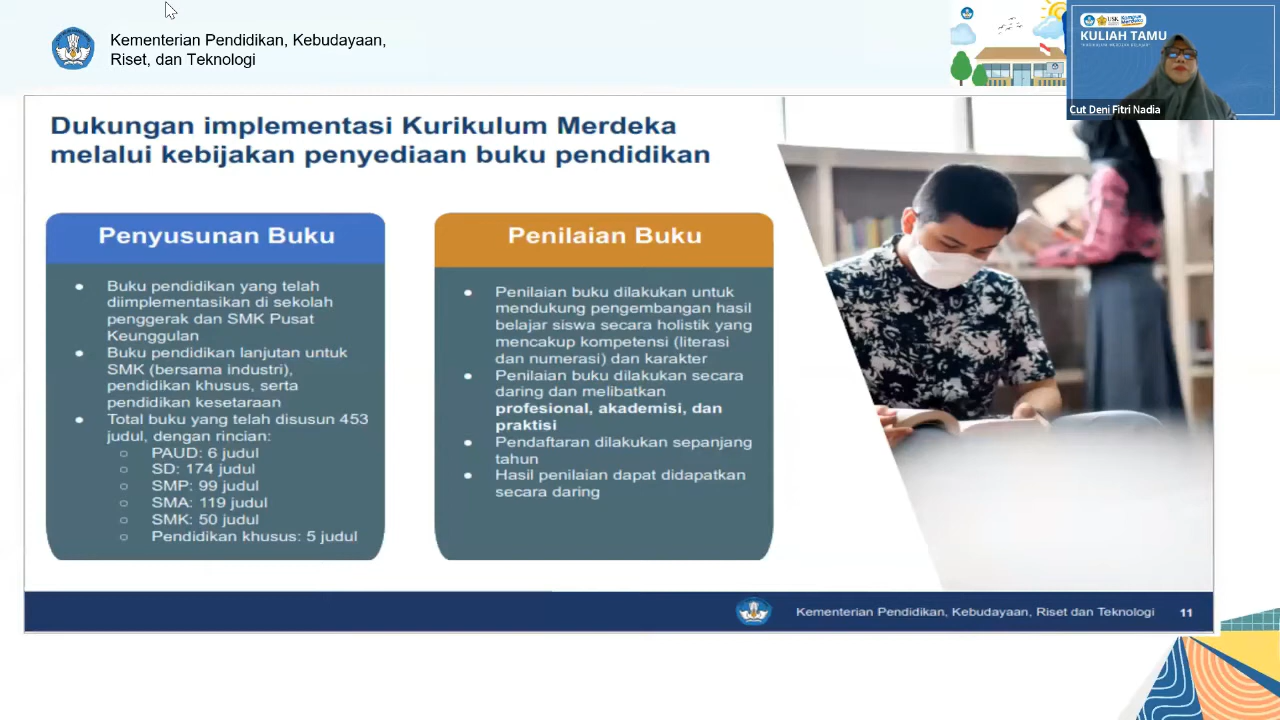 Kementerian Pendidikan, Kebudayaan,
Riset, dan Teknologi
USK
Kampus
Merdeka
KULIAH TAMU
Cut Deni Fitri Nadia
Dukungan implementasi Kurikulum Merdeka
melalui kebijakan penyediaan buku pendidikan
Penyusunan Buku
● Buku pendidikan yang telah
diimplementasikan di sekolah
penggerak dan SMK Pusat
Keunggulan
● Buku pendidikan lanjutan untuk
SMK (bersama industri),
pendidikan khusus, serta
pendidikan kesetaraan
● Total buku yang telah disusun 453
judul, dengan rincian:
○ PAUD: 6 judul
○ SD: 174 judul
○ SMP: 99 judul
○ SMA: 119 judul
○ SMK: 50 judul
○ Pendidikan khusus: 5 judul
Penilaian Buku
● Penilaian buku dilakukan untuk
mendukung pengembangan hasil
belajar siswa secara holistik yang
mencakup kompetensi (literasi
dan numerasi) dan karakter
● Penilaian buku dilakukan secara
daring dan melibatkan
profesional, akademisi, dan
praktisi
● Pendaftaran dilakukan sepanjang
tahun
● Hasil penilaian dapat didapatkan
secara daring
Kementerian Pendidikan, Kebudayaan, Riset dan Teknologi 11